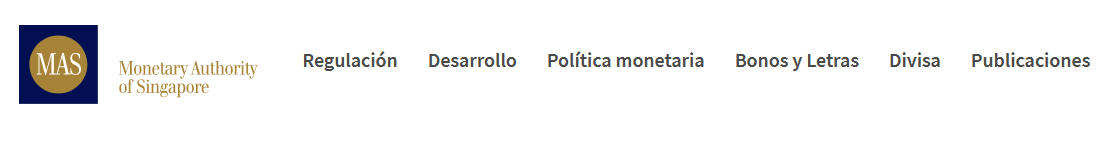 MAS
Monetary Authority
of Singapore
Regulación Desarrollo Política monetaria Bonos y Letras Divisa Publicaciones